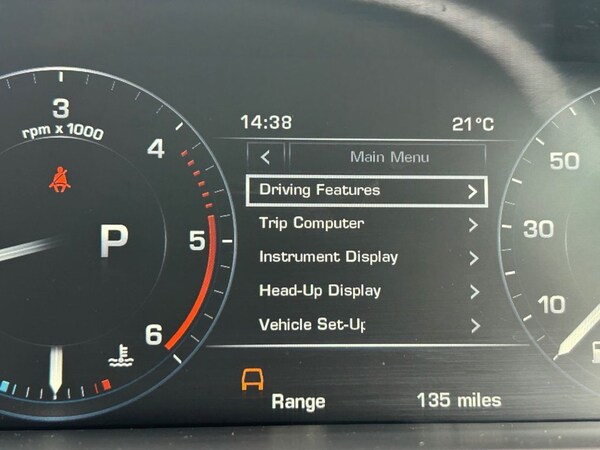 3
rpm x 1000
4
5
6
P
14:38
21°C
Main Menu
Driving Features
Trip Computer
Instrument Display
Head-Up Display
Vehicle Set-Up
Range
135 miles
50
30
10